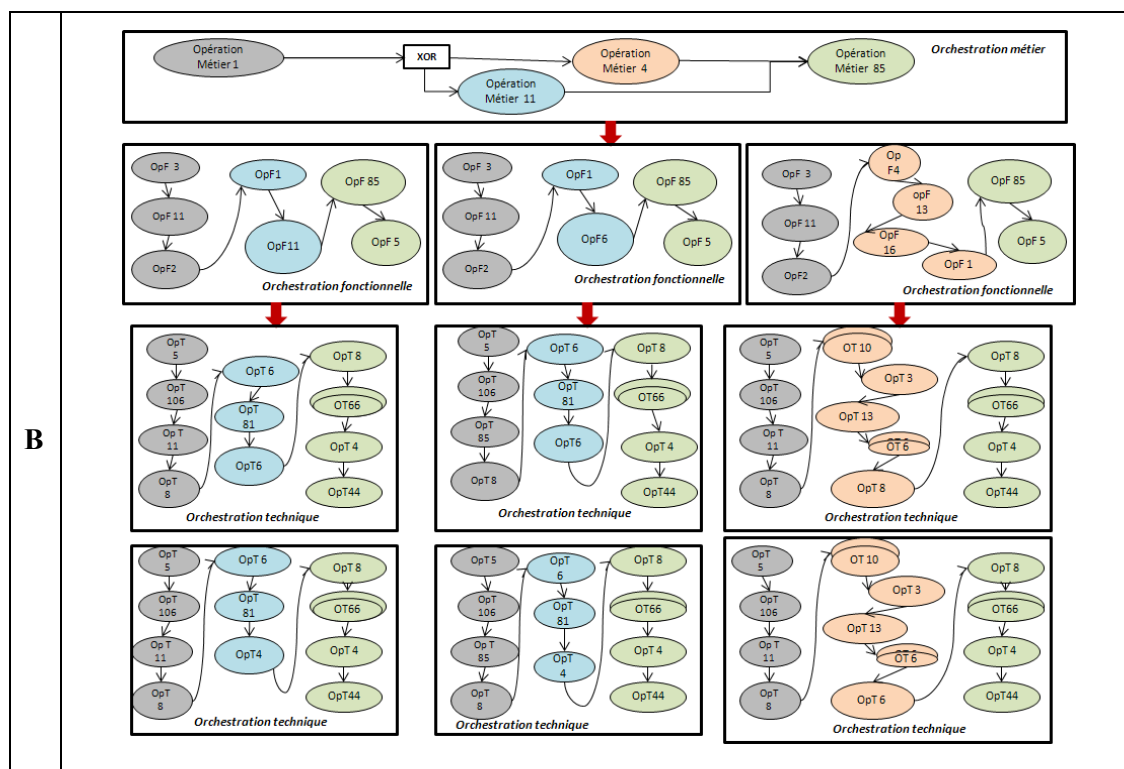 B
Opération
Métier 1
XOR
Opération
Métier 4
Opération
Métier 11
Opération
Métier 85
Orchestration métier
OpF 3
OpF 11
OpF2
OpF1
OpF11
OpF 85
OpF 5
Orchestration fonctionnelle
OpF 3
OpF 11
OpF2
OpF1
OpF6
OpF 85
OpF 5
Orchestration fonctionnelle
OpF 3
OpF 11
OpF2
Op
F4
opF
13
OpF
16
OpF 1
OpF 85
OpF 5
Orchestration fonctionnelle
OpT
5
OpT
106
Op T
11
OpT
8
OpT 6
OpT
81
OpT6
OpT 8
OT66
OpT 4
OpT44
Orchestration technique
OpT
5
OpT
106
OpT
85
OpT 8
OpT 6
OpT
81
OpT6
OpT 8
OT66
OpT 4
OpT44
Orchestration technique
OpT
5
OpT
106
Op T
11
OpT
8
OT 10
OpT 3
OpT 13
OT 6
OpT 8
OpT 8
OT66
OpT 4
OpT44
Orchestration technique
OpT
5
OpT
106
Op T
11
OpT
8
OpT 6
OpT
81
OpT4
OpT 8
OT66
OpT 4
OpT44
Orchestration technique
OpT5
OpT
106
Op T
85
OpT
8
OpT
6
OpT
81
OpT
4
OpT 8
OT66
OpT 4
OpT44
Orchestration technique
OpT
5
OpT
106
Op T
11
OpT
8
OT 10
OpT 3
OpT 13
OT 6
OpT 6
OpT 8
OT66
OpT 4
OpT44
Orchestration technique